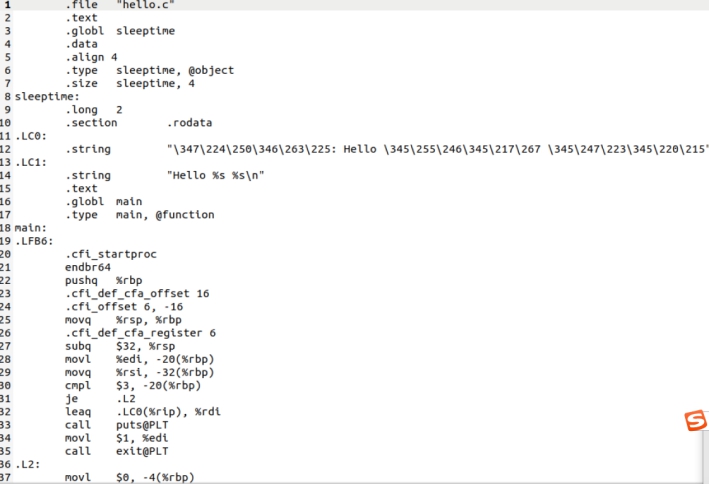 1 .file "hello.c"
2 .text
3 .globl sleeptime
4 .data
5 .align 4
6 .type sleeptime, @object
7 .size sleeptime, 4
8 sleeptime:
9 .long 2
10 .section .rodata
11 .LC0:
12 .string "\347\224\250\346\263\225: Hello \345\255\246\345\217\267 \345\247\223\345\220\215"
13 .LC1:
14 .string "Hello %s %s\n"
15 .text
16 .globl main
17 .type main, @function
18 main:
19 .LFB6:
20 .cfi_startproc
21 endbr64
22 pushq %rbp
23 .cfi_def_cfa_offset 16
24 .cfi_offset 6, -16
25 movq %rsp, %rbp
26 .cfi_def_cfa_register 6
27 subq $32, %rsp
28 movl %edi, -20(%rbp)
29 movq %rsi, -32(%rbp)
30 cmpl $3, -20(%rbp)
31 je .L2
32 leaq .LC0(%rip), %rdi
33 call puts@PLT
34 movl $1, %edi
35 call exit@PLT
36 .L2:
37 movl $0, -4(%rbp)